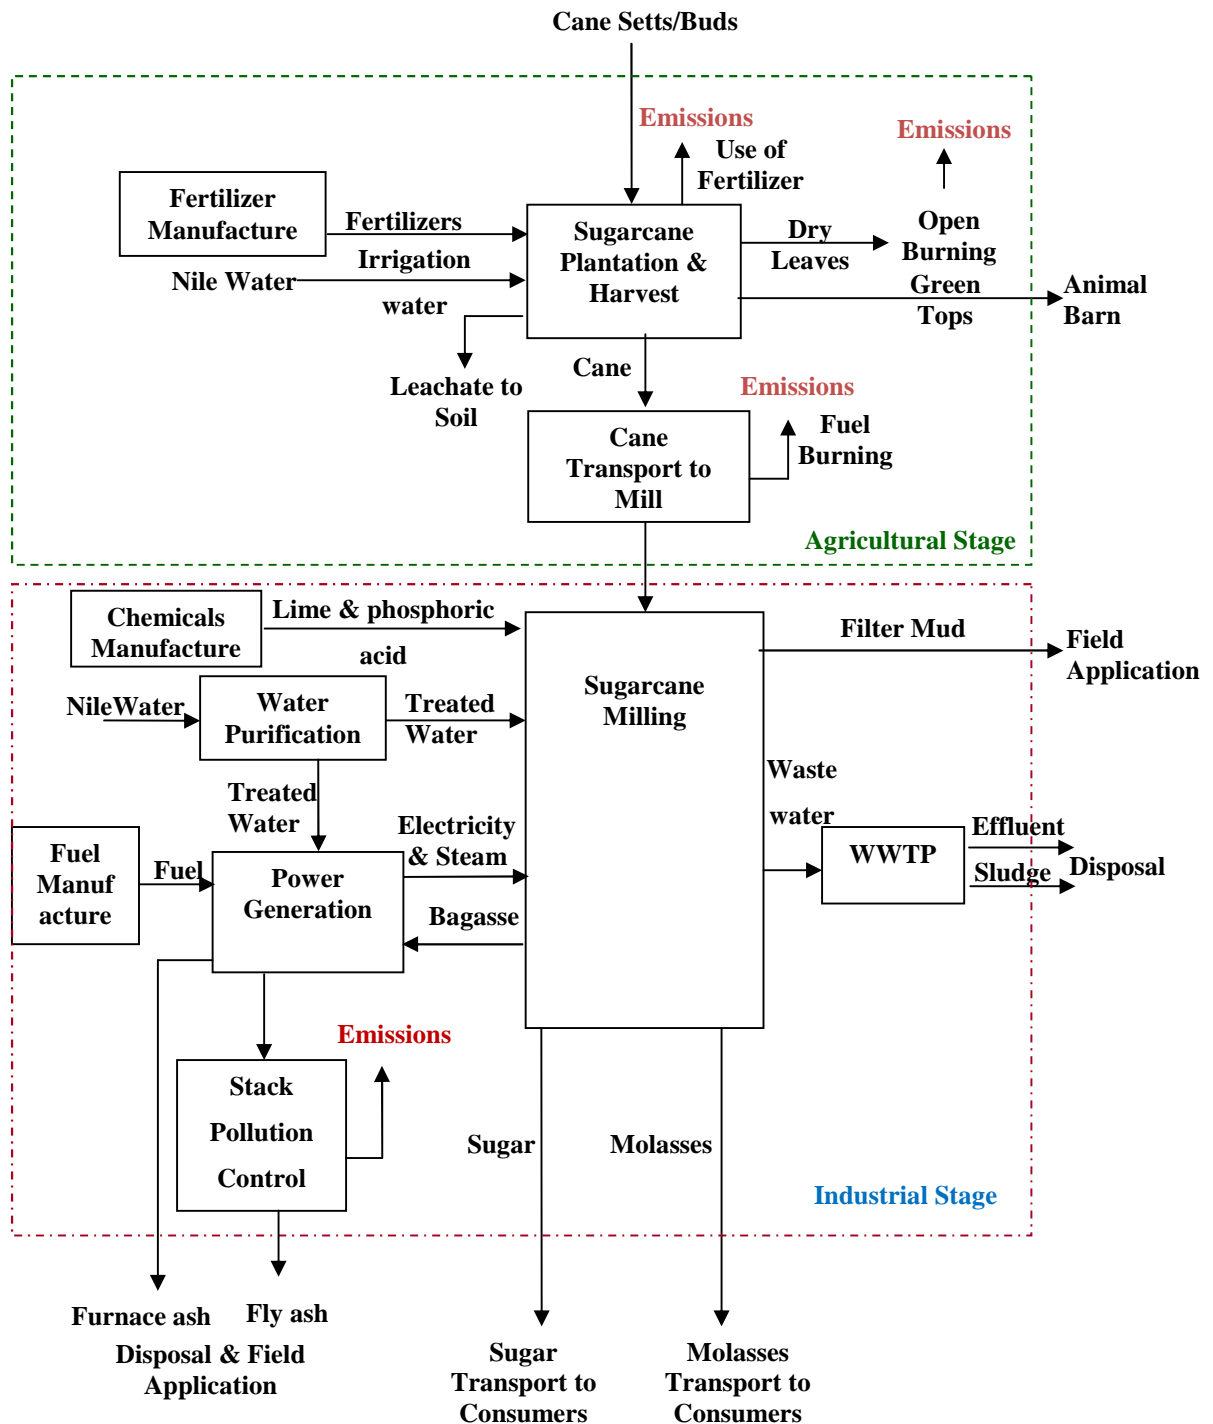 Cane Setts/Buds
Emissions
Use of
Fertilizer
Emissions
Fertilizer
Manufacture
Fertilizers
Nile Water
Irrigation
water
Sugarcane
Plantation &
Harvest
Dry
Leaves
Open
Burning
Green
Tops
Animal
Barn
Leachate to
Soil
Cane
Emissions
Fuel
Burning
Cane
Transport to
Mill
Agricultural Stage
Chemicals
Manufacture
Lime & phosphoric
acid
Sugarcane
Milling
Filter Mud
Field
Application
NileWater
Water
Purification
Treated
Water
Treated
Water
Waste
water
WWTP
Effluent
Sludge
Disposal
Fuel
Manuf
acture
Fuel
Power
Generation
Electricity
& Steam
Bagasse
Emissions
Stack
Pollution
Control
Sugar
Molasses
Industrial Stage
Furnace ash
Fly ash
Disposal & Field
Application
Sugar
Transport to
Consumers
Molasses
Transport to
Consumers